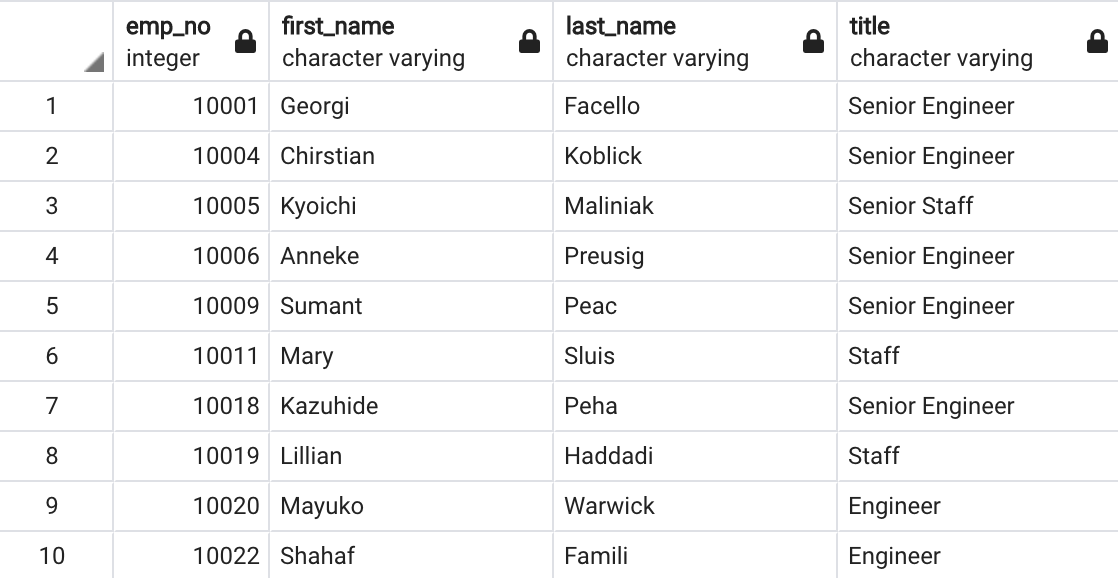 emp_no first_name last_name title
integer character varying character varying character varying
1 10001 Georgi Facello Senior Engineer
2 10004 Chirstian Koblick Senior Engineer
3 10005 Kyoichi Maliniak Senior Staff
4 10006 Anneke Preusig Senior Engineer
5 10009 Sumant Peac Senior Engineer
6 10011 Mary Sluis Staff
7 10018 Kazuhide Peha Senior Engineer
8 10019 Lillian Haddadi Staff
9 10020 Mayuko Warwick Engineer
10 10022 Shahaf Famili Engineer